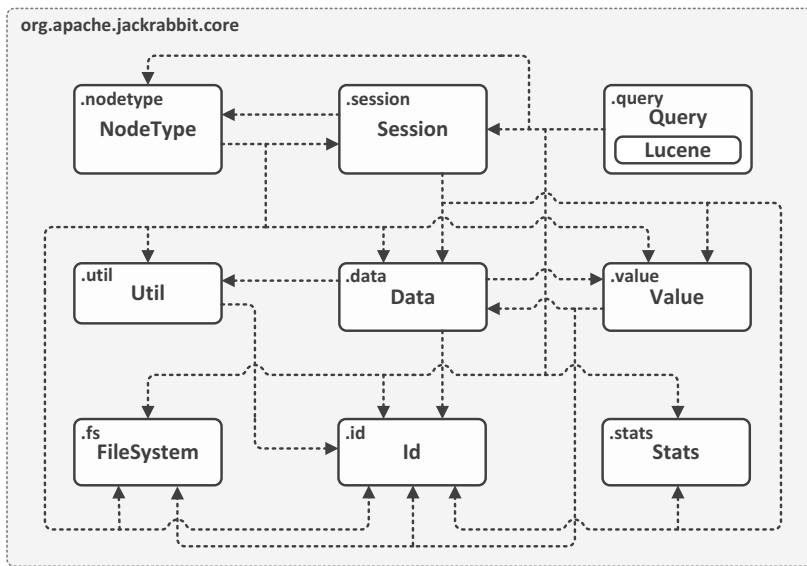 org.apache.jackrabbit.core
.nodetype
NodeType
.session
Session
.query
Query
Lucene
.util
Util
.data
Data
.value
Value
.fs
FileSystem
.id
Id
.stats
Stats